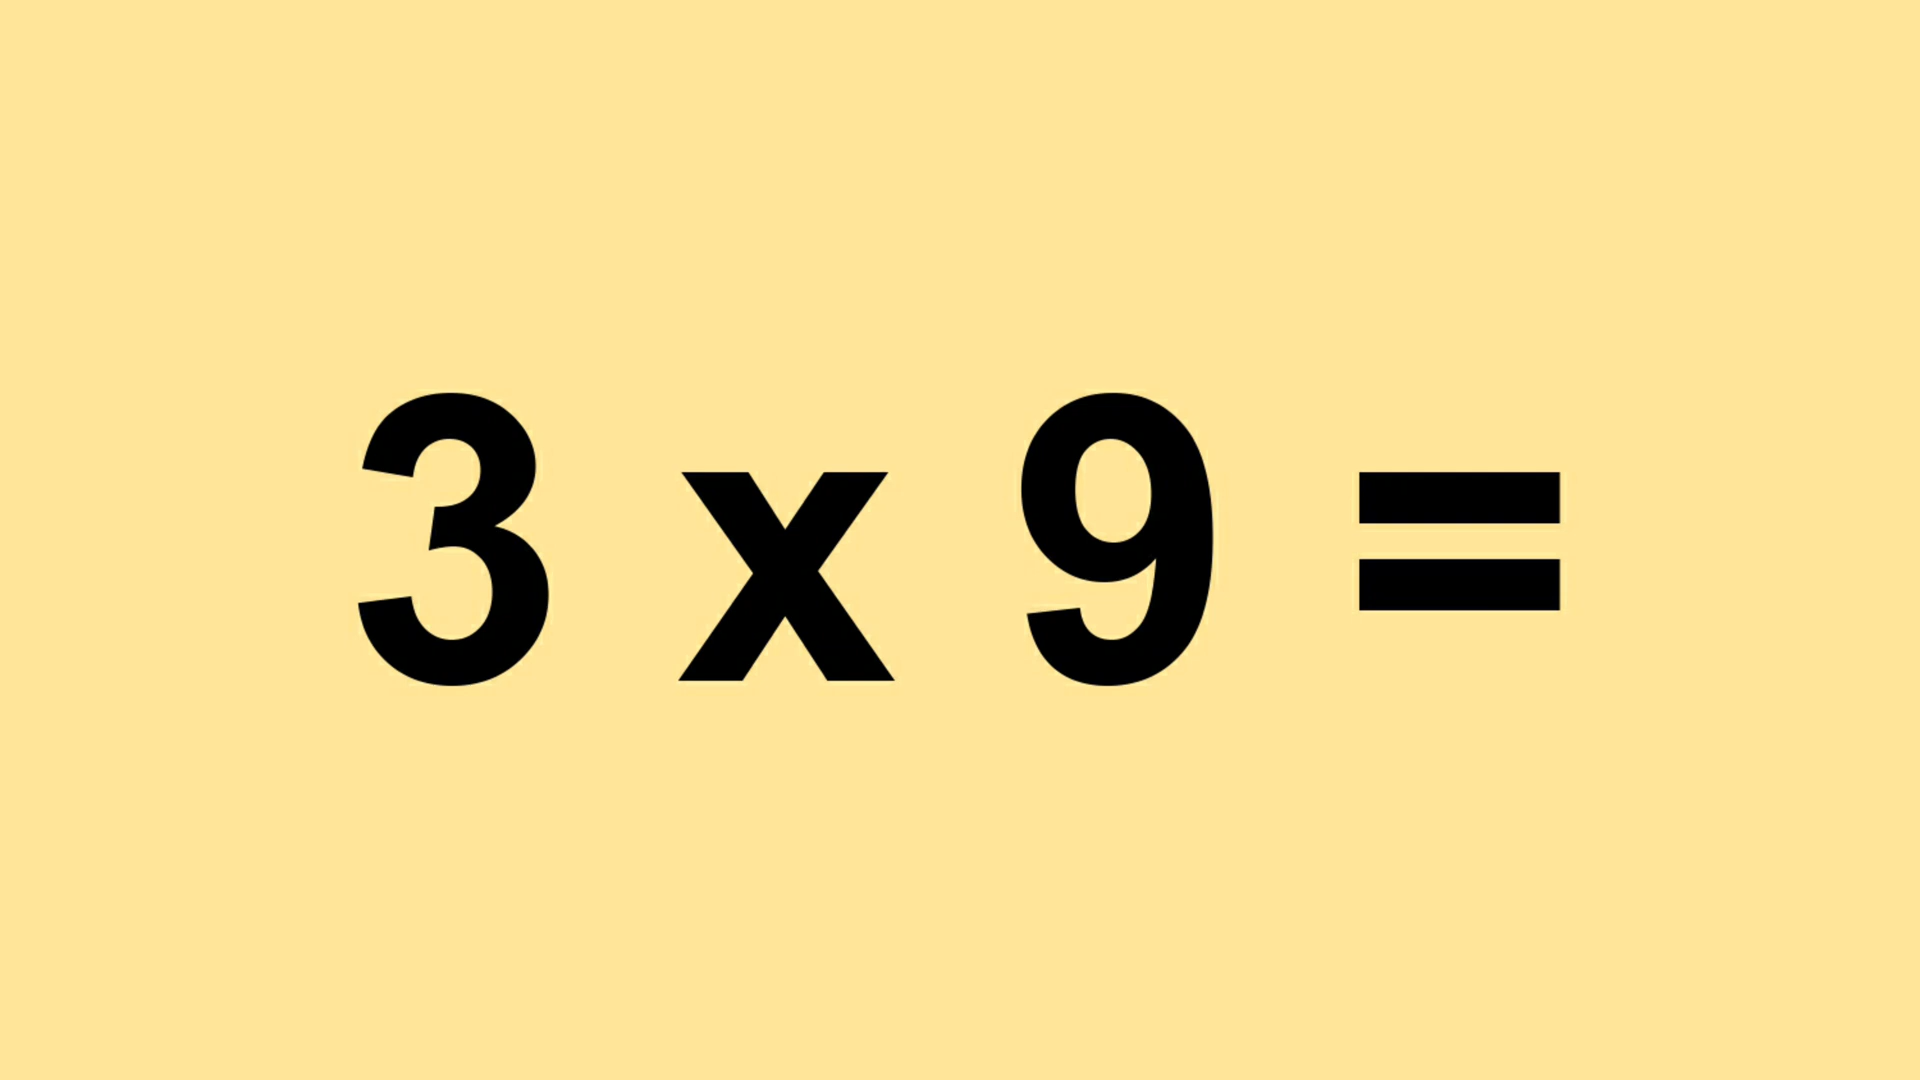 3 x 9 =